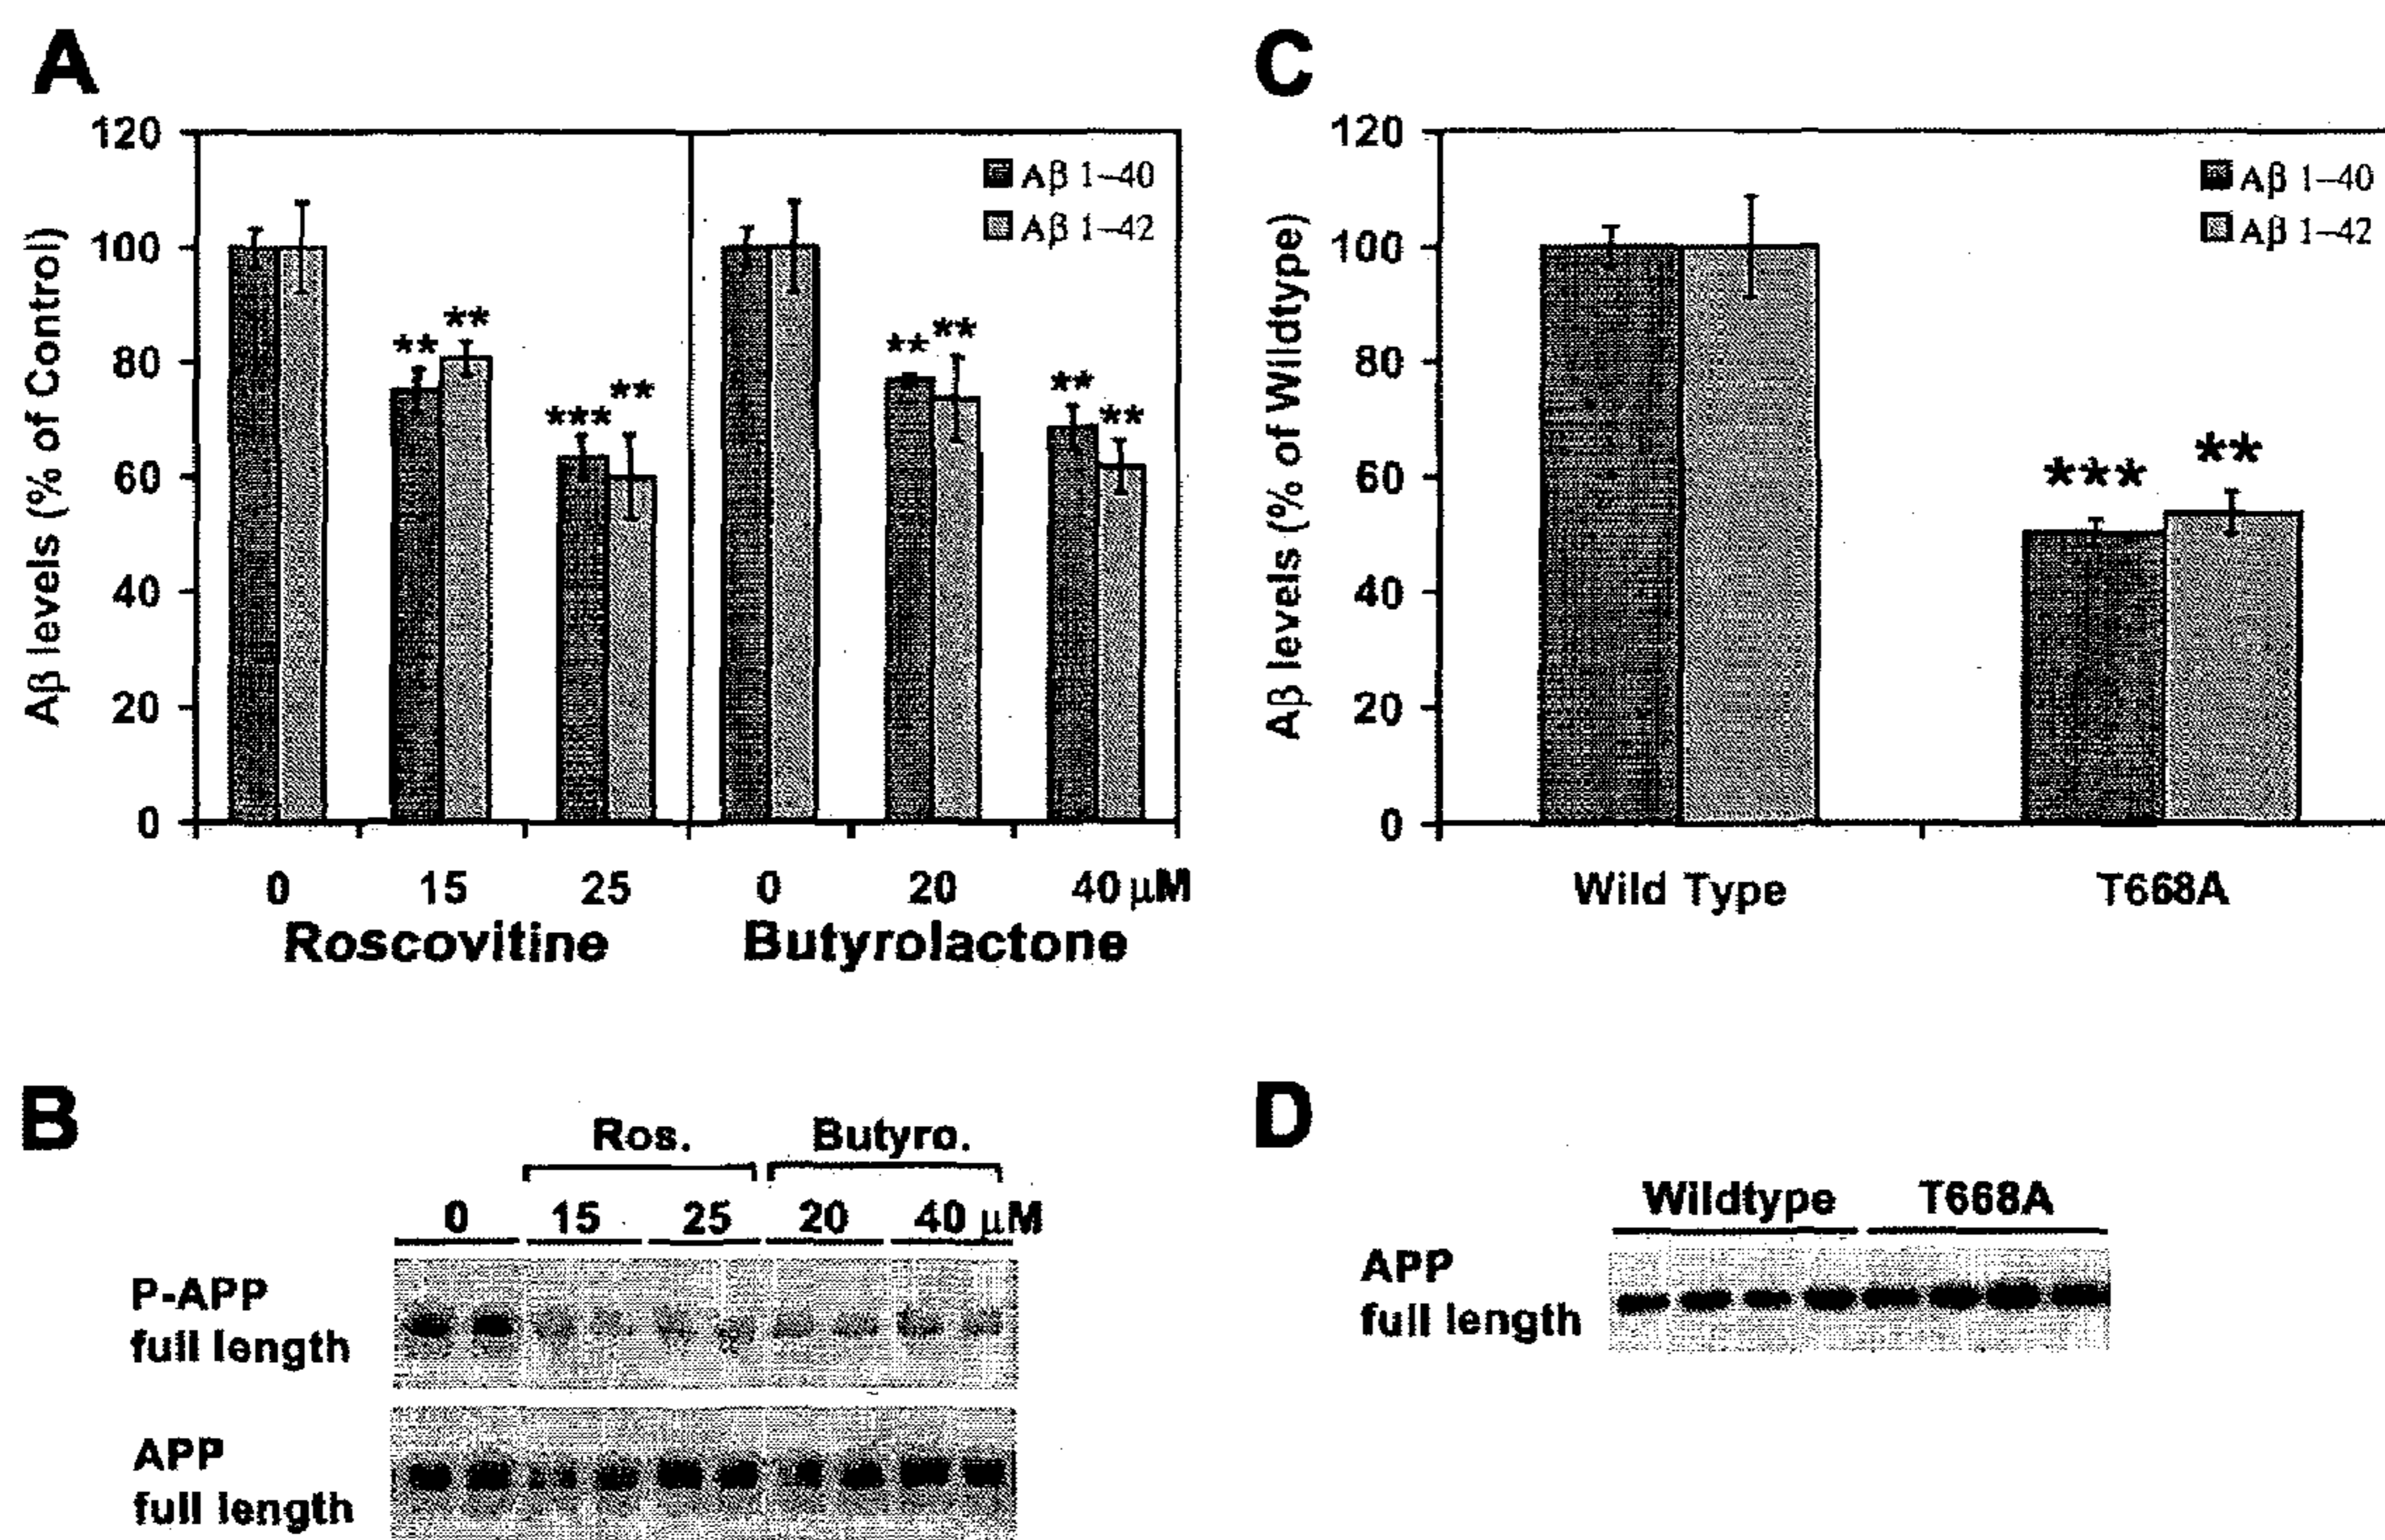 A
120
100
80
60
40
20
0
Aβ levels (% of Control)
Aβ 1–40
Aβ 1–42
** ** *** ** ** ** ** **
0 15 25 0 20 40 μM
Roscovitine Butyrolactone
C
120
100
80
60
40
20
0
Aβ levels (% of Wildtype)
Aβ 1–40
Aβ 1–42
*** **
Wild Type T668A
B
Ros. Butyro.
0 15 25 20 40 μM
P-APP
full length
APP
full length
D
Wildtype T668A
APP
full length